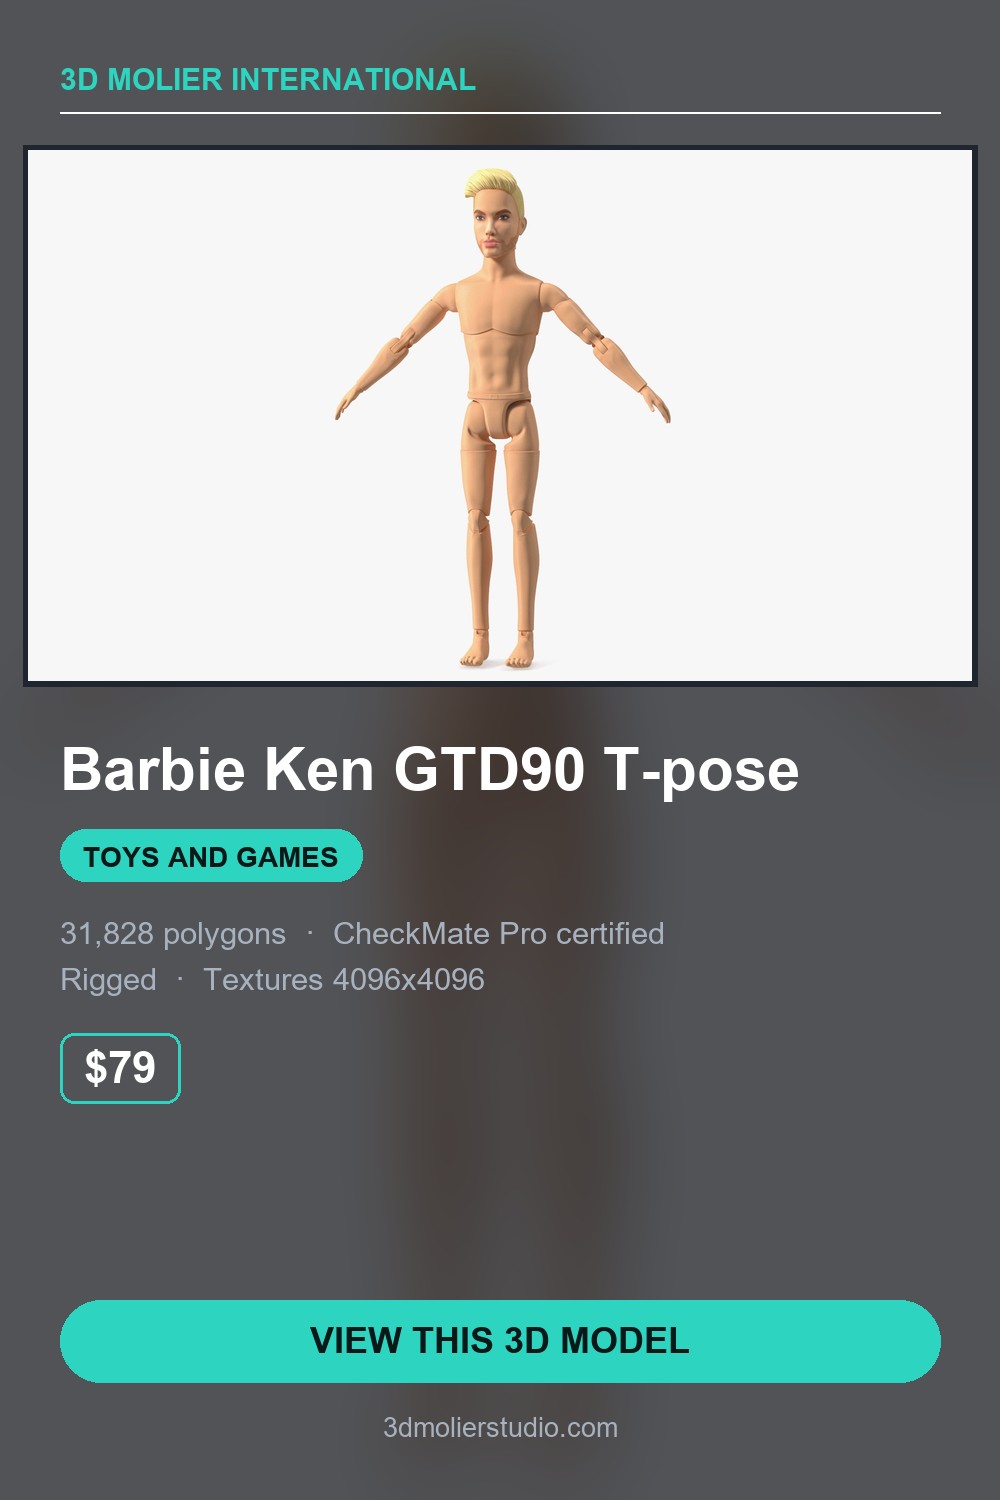 3D MOLIER INTERNATIONAL
Barbie Ken GTD90 T-pose
TOYS AND GAMES
31,828 polygons · CheckMate Pro certified
Rigged · Textures 4096x4096
$79
VIEW THIS 3D MODEL
3dmolierstudio.com